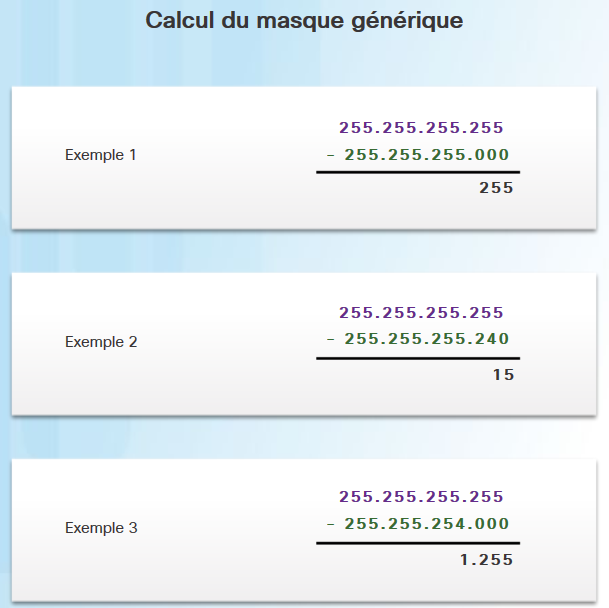 Calcul du masque générique
255.255.255.255
Exemple 1
– 255.255.255.000
255
255.255.255.255
Exemple 2
– 255.255.255.240
15
255.255.255.255
Exemple 3
– 255.255.254.000
1.255